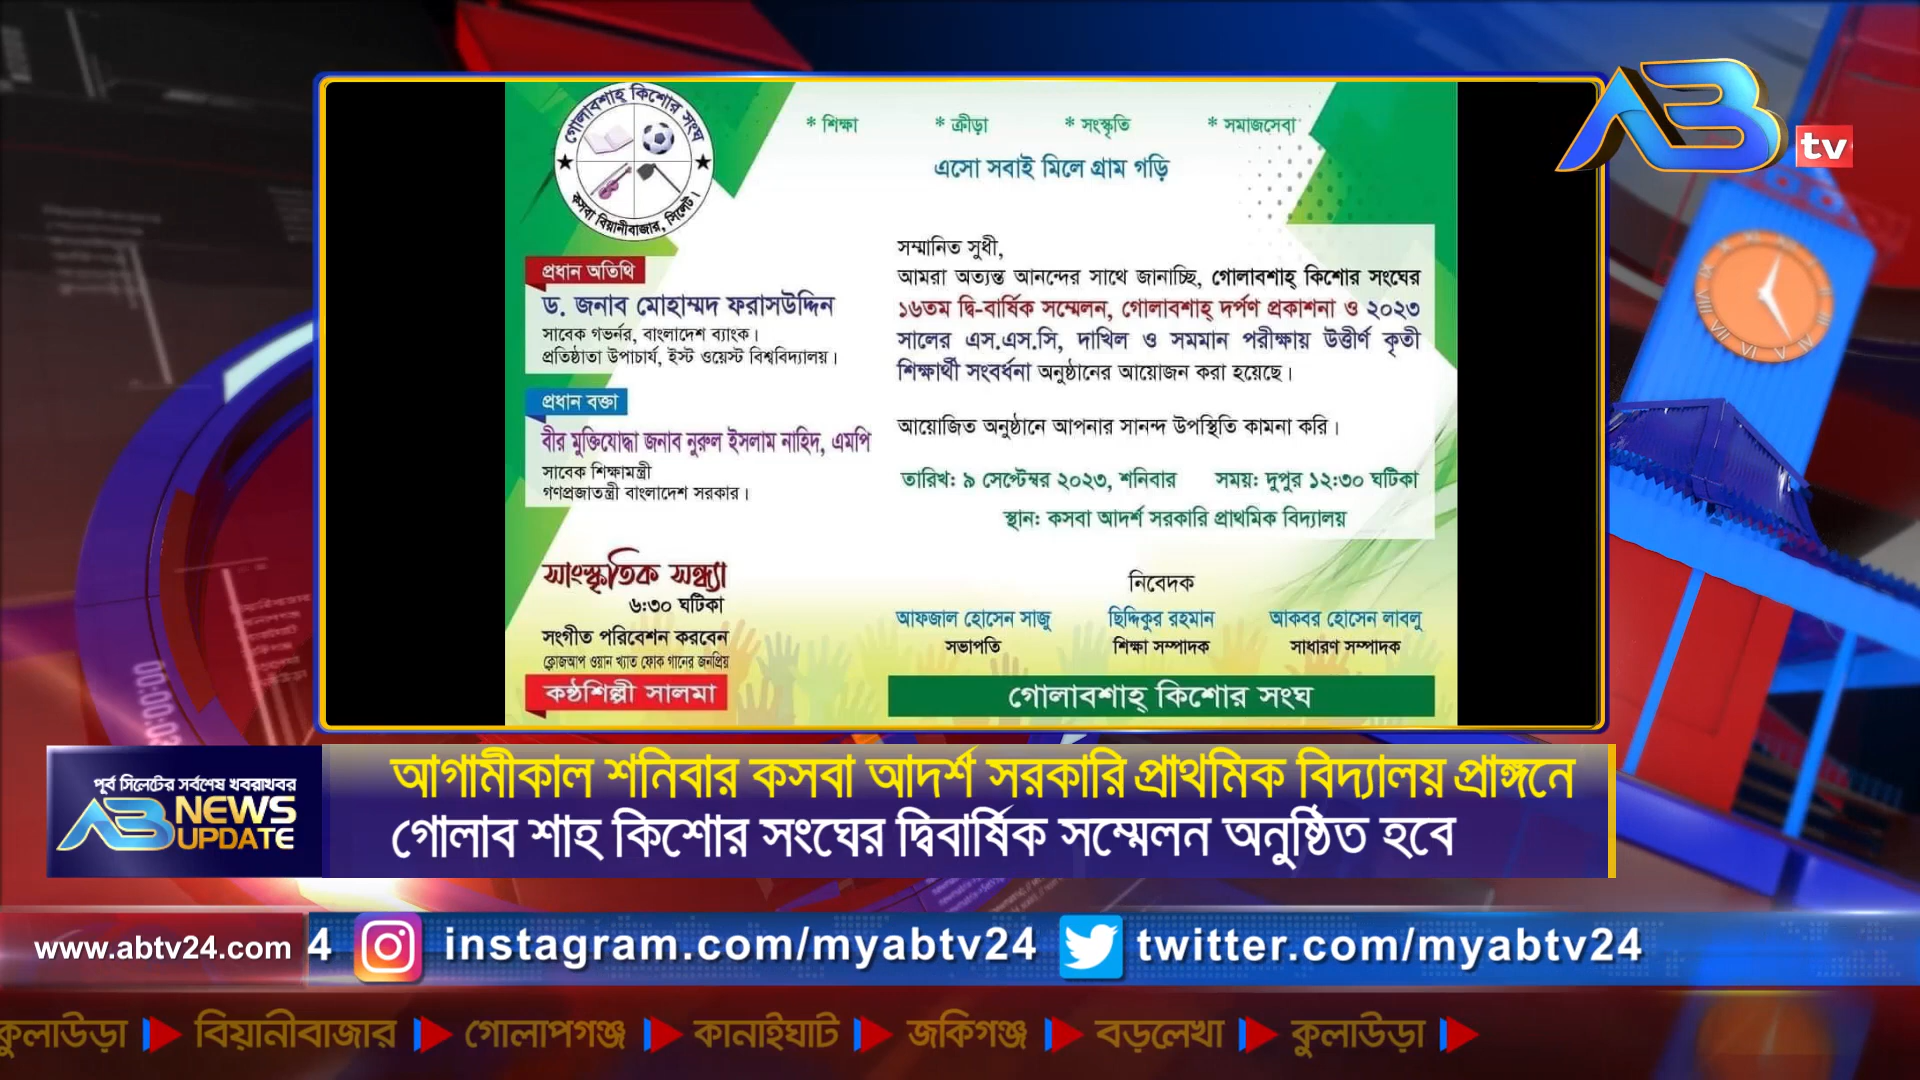 গোলাবশাহ্ কিশোর সংঘ
কসবা বিয়ানীবাজার, সিলেট।
* শিক্ষা * ক্রীড়া * সংস্কৃতি * সমাজসেবা
এসো সবাই মিলে গ্রাম গড়ি
AB tv
প্রধান অতিথি
ড. জনাব মোহাম্মদ ফরাসউদ্দিন
সাবেক গভর্নর, বাংলাদেশ ব্যাংক।
প্রতিষ্ঠাতা উপাচার্য, ইস্ট ওয়েস্ট বিশ্ববিদ্যালয়।
প্রধান বক্তা
বীর মুক্তিযোদ্ধা জনাব নুরুল ইসলাম নাহিদ, এমপি
সাবেক শিক্ষামন্ত্রী
গণপ্রজাতন্ত্রী বাংলাদেশ সরকার।
সাংস্কৃতিক সন্ধ্যা
৬:৩০ ঘটিকা
সংগীত পরিবেশন করবেন
ক্লোজআপ ওয়ান খ্যাত ফোক গানের জনপ্রিয়
কণ্ঠশিল্পী সালমা
সম্মানিত সুধী,
আমরা অত্যন্ত আনন্দের সাথে জানাচ্ছি, গোলাবশাহ্ কিশোর সংঘের
১৬তম দ্বি-বার্ষিক সম্মেলন, গোলাবশাহ্ দর্পণ প্রকাশনা ও ২০২৩
সালের এস.এস.সি, দাখিল ও সমমান পরীক্ষায় উত্তীর্ণ কৃতী
শিক্ষার্থী সংবর্ধনা অনুষ্ঠানের আয়োজন করা হয়েছে।
আয়োজিত অনুষ্ঠানে আপনার সানন্দ উপস্থিতি কামনা করি।
তারিখ: ৯ সেপ্টেম্বর ২০২৩, শনিবার সময়: দুপুর ১২:৩০ ঘটিকা
স্থান: কসবা আদর্শ সরকারি প্রাথমিক বিদ্যালয়
নিবেদক
আফজাল হোসেন সাজু ছিদ্দিকুর রহমান আকবর হোসেন লাবলু
সভাপতি শিক্ষা সম্পাদক সাধারণ সম্পাদক
গোলাবশাহ্ কিশোর সংঘ
পূর্ব সিলেটের সর্বশেষ খবরাখবর
AB NEWS UPDATE
আগামীকাল শনিবার কসবা আদর্শ সরকারি প্রাথমিক বিদ্যালয় প্রাঙ্গনে
গোলাব শাহ কিশোর সংঘের দ্বিবার্ষিক সম্মেলন অনুষ্ঠিত হবে
www.abtv24.com 4 instagram.com/myabtv24 twitter.com/myabtv24
কুলাউড়া বিয়ানীবাজার গোলাপগঞ্জ কানাইঘাট জকিগঞ্জ বড়লেখা কুলাউড়া